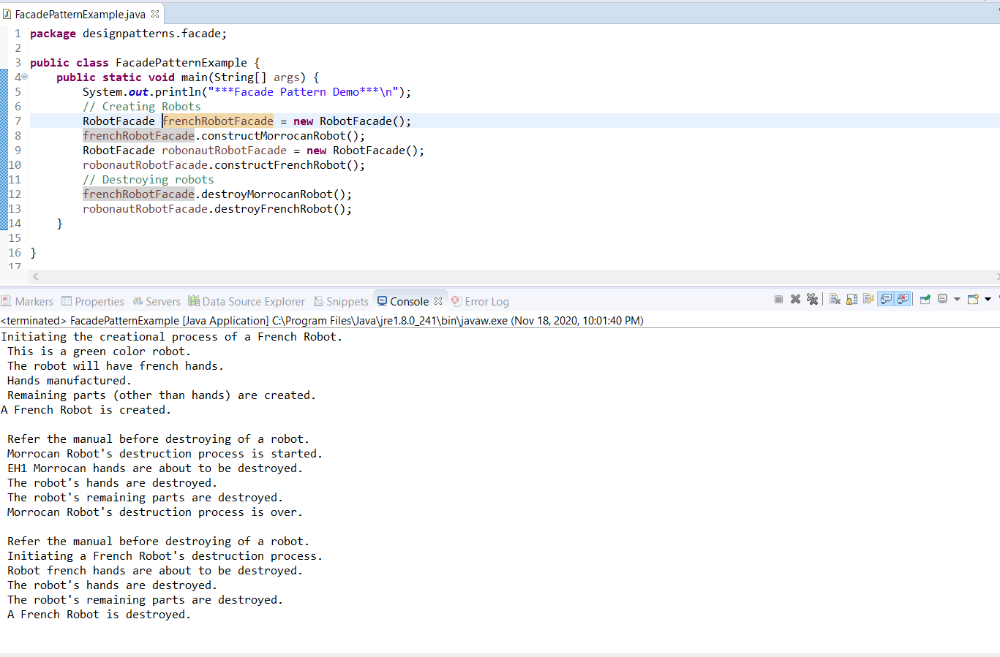 FacadePatternExample.java
1 package designpatterns.facade;
2
3 public class FacadePatternExample {
4 public static void main(String[] args) {
5 System.out.println("***Facade Pattern Demo***\n");
6 // Creating Robots
7 RobotFacade frenchRobotFacade = new RobotFacade();
8 frenchRobotFacade.constructMorrocanRobot();
9 RobotFacade robonautRobotFacade = new RobotFacade();
10 robonautRobotFacade.constructFrenchRobot();
11 // Destroying robots
12 frenchRobotFacade.destroyMorrocanRobot();
13 robonautRobotFacade.destroyFrenchRobot();
14 }
15
16 }
17
Markers Properties Servers Data Source Explorer Snippets Console Error Log
<terminated> FacadePatternExample [Java Application] C:\Program Files\Java\jre1.8.0_241\bin\javaw.exe (Nov 18, 2020, 10:01:40 PM)
Initiating the creational process of a French Robot.
This is a green color robot.
The robot will have french hands.
Hands manufactured.
Remaining parts (other than hands) are created.
A French Robot is created.
Refer the manual before destroying of a robot.
Morrocan Robot's destruction process is started.
EH1 Morrocan hands are about to be destroyed.
The robot's hands are destroyed.
The robot's remaining parts are destroyed.
Morrocan Robot's destruction process is over.
Refer the manual before destroying of a robot.
Initiating a French Robot's destruction process.
Robot french hands are about to be destroyed.
The robot's hands are destroyed.
The robot's remaining parts are destroyed.
A French Robot is destroyed.